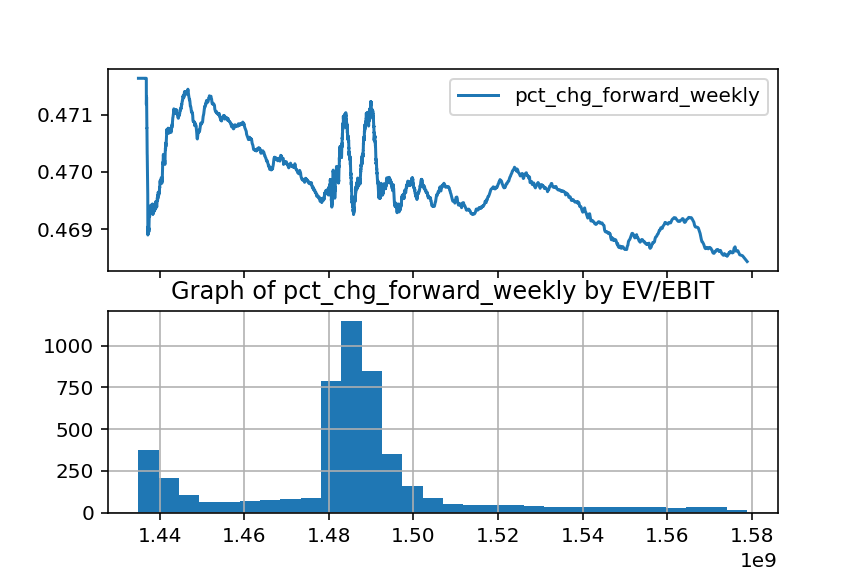 pct_chg_forward_weekly
0.471
0.470
0.469
Graph of pct_chg_forward_weekly by EV/EBIT
1000
750
500
250
0
1.44 1.46 1.48 1.50 1.52 1.54 1.56 1.58
1e9